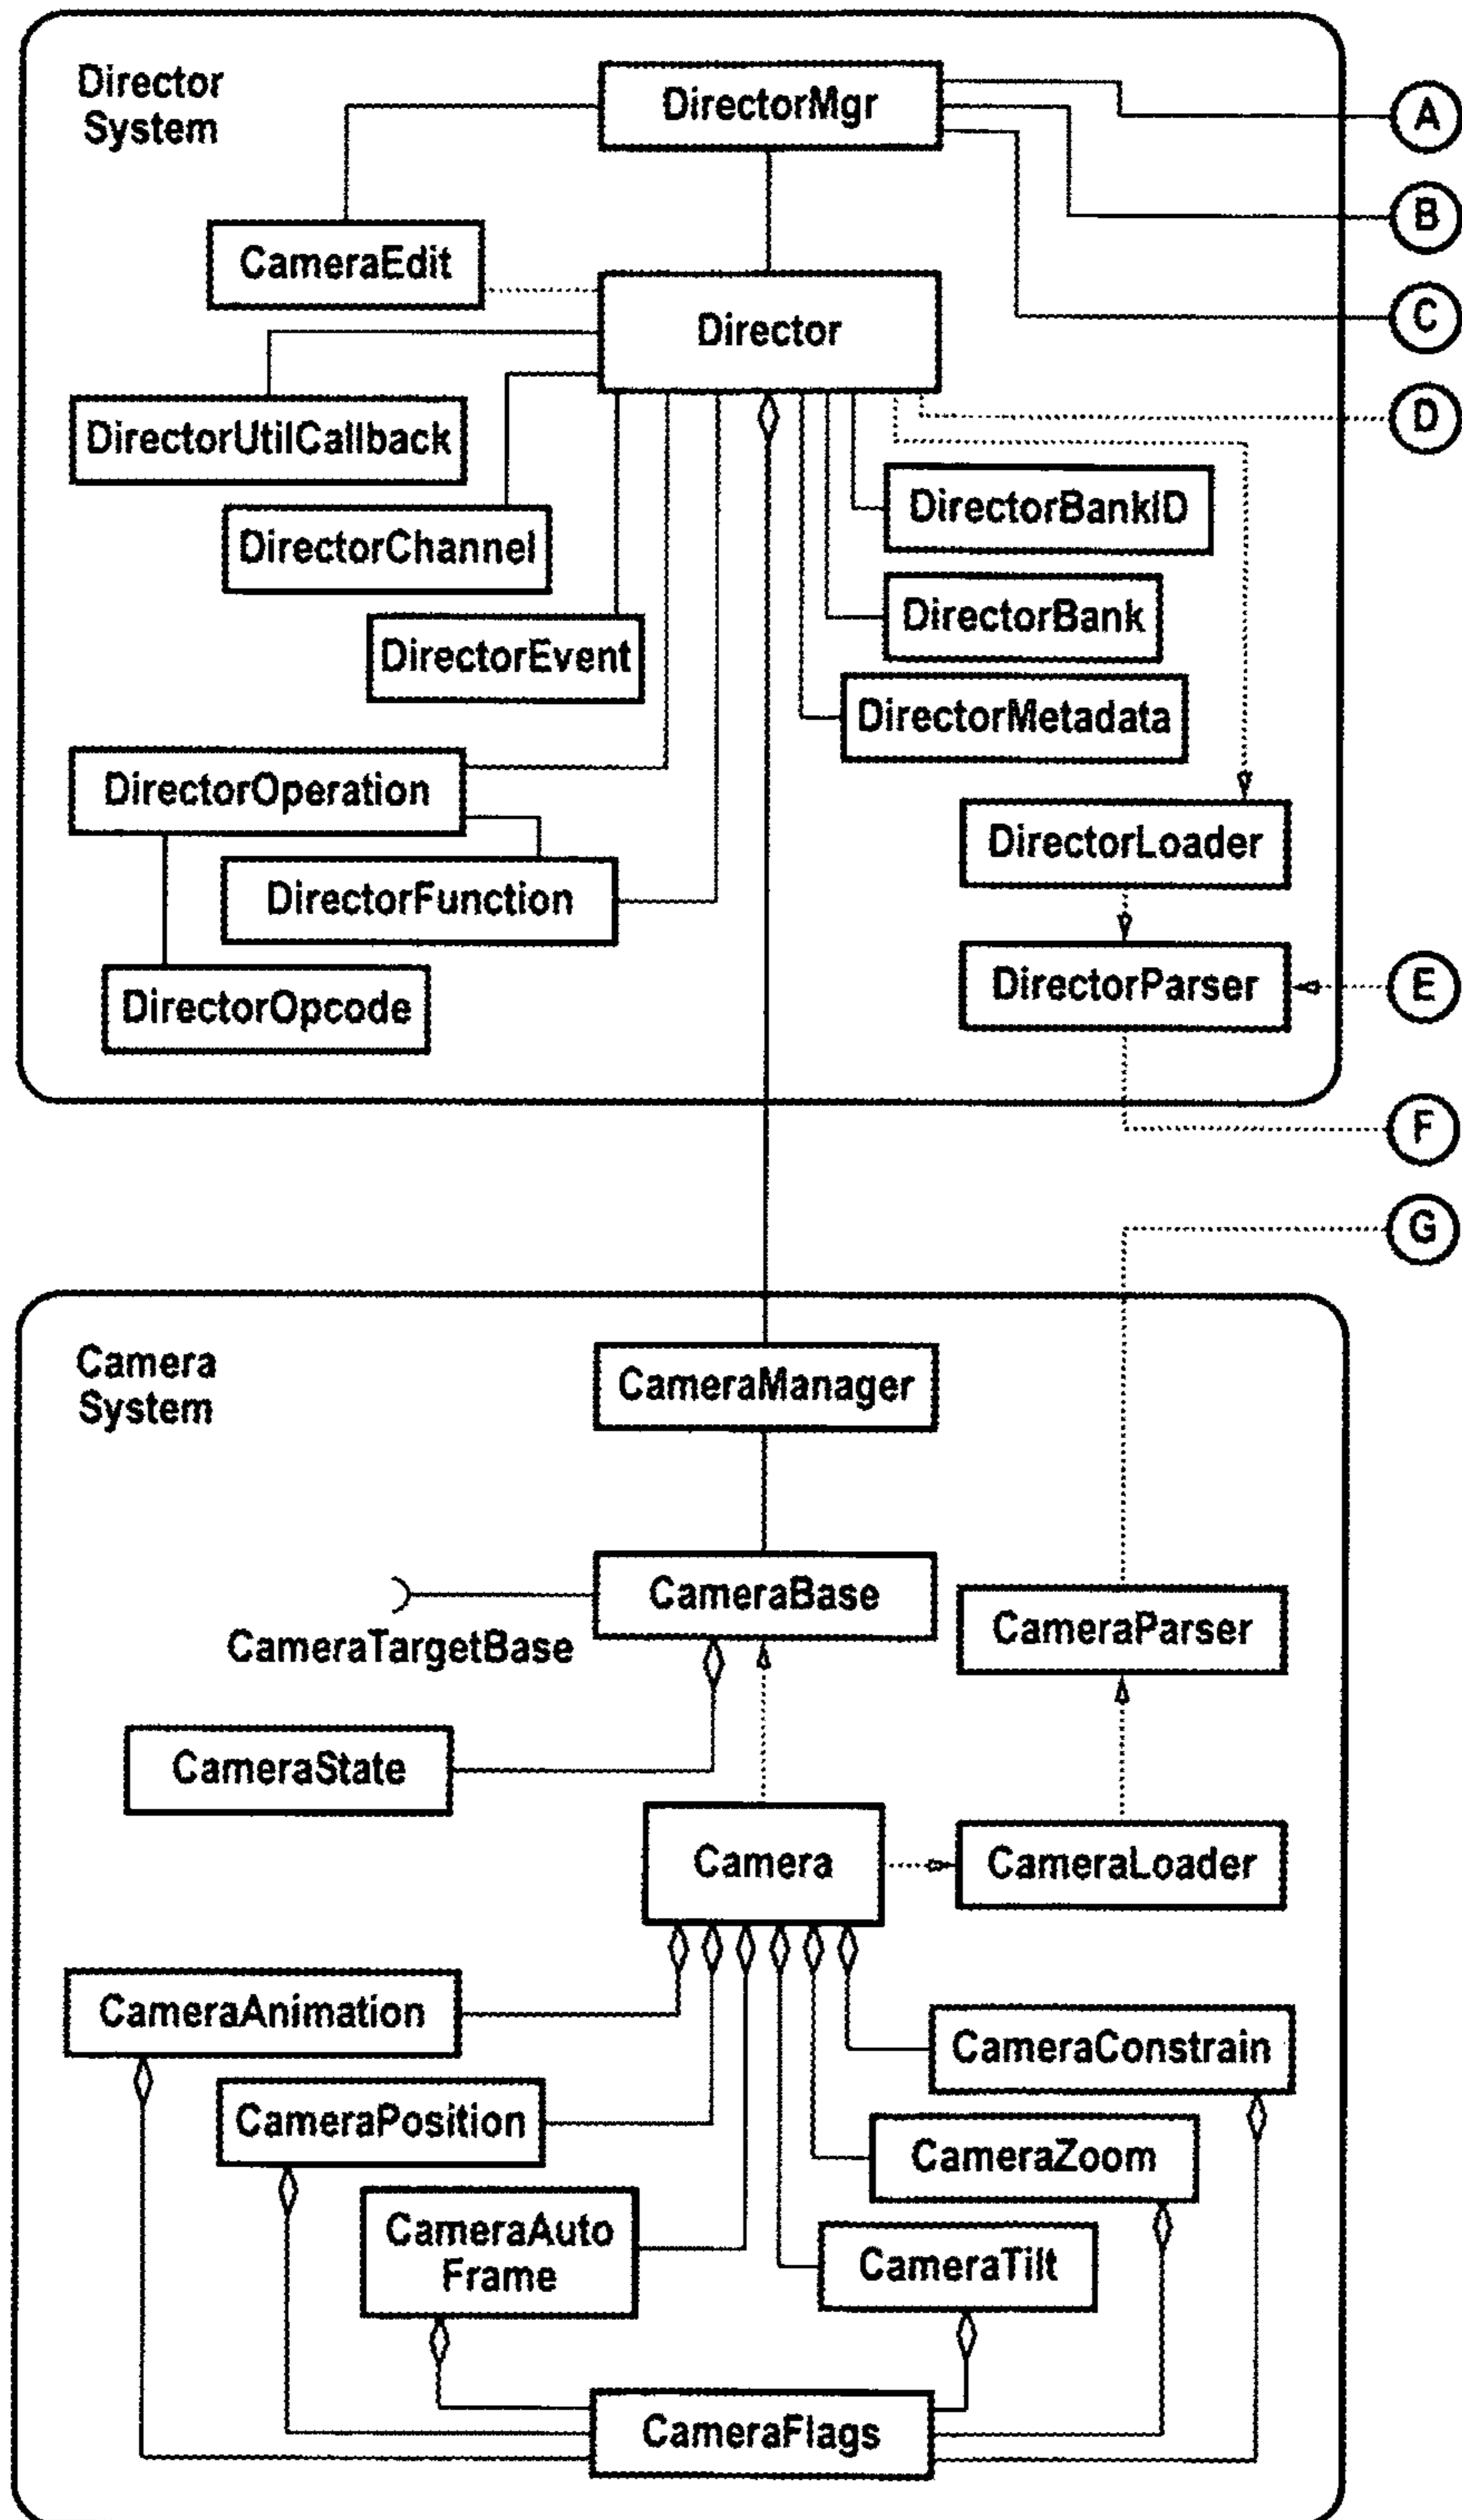 Director
System
DirectorMgr
A
B
CameraEdit
C
Director
D
DirectorUtilCallback
DirectorBankID
DirectorChannel
DirectorBank
DirectorEvent
DirectorMetadata
DirectorOperation
DirectorLoader
DirectorFunction
DirectorParser
E
DirectorOpcode
F
G
Camera
System
CameraManager
CameraBase
CameraParser
CameraTargetBase
CameraState
Camera
CameraLoader
CameraAnimation
CameraConstrain
CameraPosition
CameraZoom
CameraAuto
Frame
CameraTilt
CameraFlags